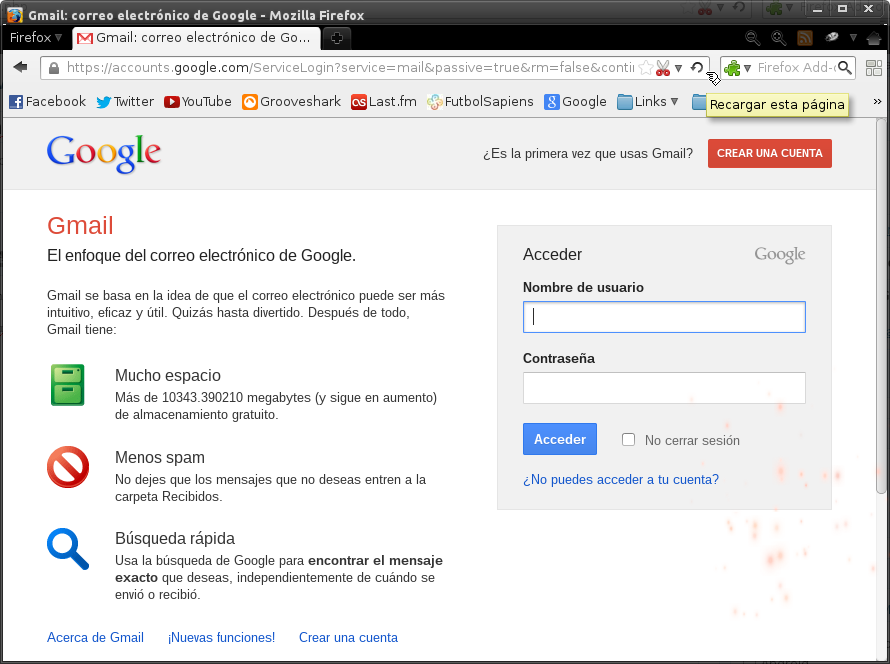 Gmail: correo electrónico de Google - Mozilla Firefox
Firefox
Gmail: correo electrónico de Go...
https://accounts.google.com/ServiceLogin?service=mail&passive=true&rm=false&contin
Firefox Add-
Facebook Twitter YouTube Grooveshark Last.fm FutbolSapiens Google Links
Recargar esta página
Google
¿Es la primera vez que usas Gmail?
CREAR UNA CUENTA
Gmail
El enfoque del correo electrónico de Google.
Gmail se basa en la idea de que el correo electrónico puede ser más
intuitivo, eficaz y útil. Quizás hasta divertido. Después de todo,
Gmail tiene:
Mucho espacio
Más de 10343.390210 megabytes (y sigue en aumento)
de almacenamiento gratuito.
Menos spam
No dejes que los mensajes que no deseas entren a la
carpeta Recibidos.
Búsqueda rápida
Usa la búsqueda de Google para encontrar el mensaje
exacto que deseas, independientemente de cuándo se
envió o recibió.
Acerca de Gmail ¡Nuevas funciones! Crear una cuenta
Acceder Google
Nombre de usuario
Contraseña
Acceder
No cerrar sesión
¿No puedes acceder a tu cuenta?